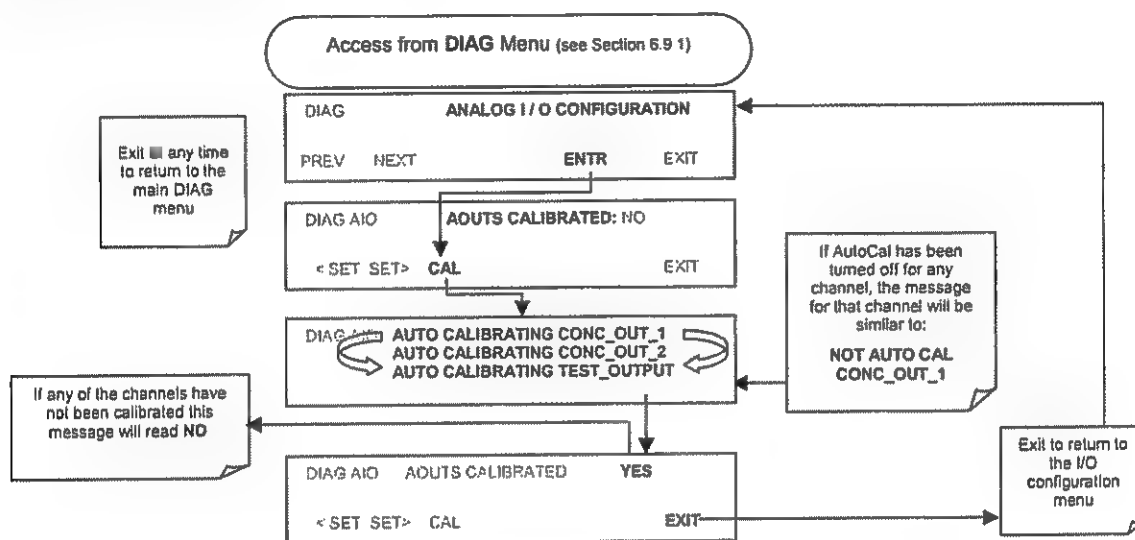 Access from DIAG Menu (see Section 6.9 1)
DIAG ANALOG I / O CONFIGURATION
PREV NEXT ENTR EXIT
Exit any time
to return to the
main DIAG
menu
DIAG AIO AOUTS CALIBRATED: NO
< SET SET> CAL EXIT
If AutoCal has been
turned off for any
channel, the message
for that channel will be
similar to:
NOT AUTO CAL
CONC_OUT_1
DIAG AUTO CALIBRATING CONC_OUT_1
AUTO CALIBRATING CONC_OUT_2
AUTO CALIBRATING TEST_OUTPUT
If any of the channels have
not been calibrated this
message will read NO
DIAG AIO AOUTS CALIBRATED YES
< SET SET> CAL EXIT
Exit to return to
the I/O
configuration
menu